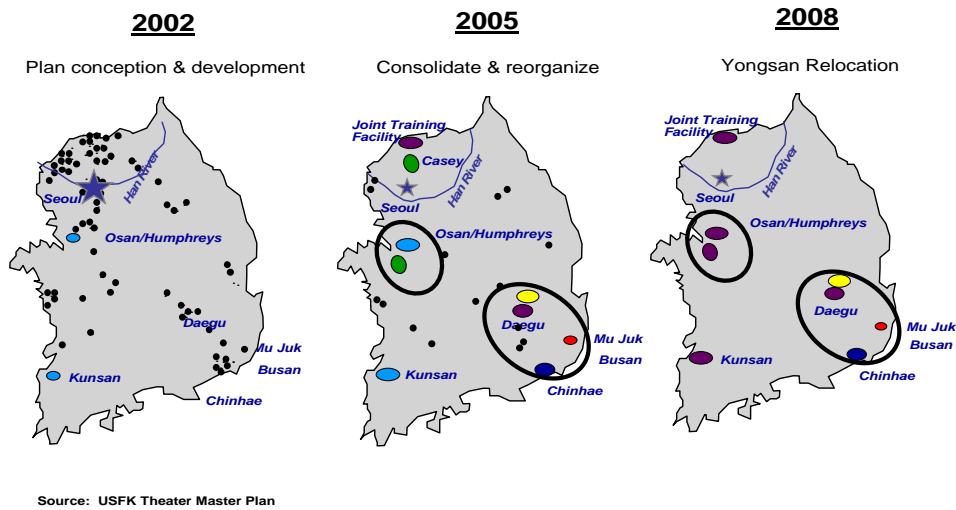 2002
Plan conception & development
Seoul
Han River
Osan/Humphreys
Daegu
Mu Juk
Busan
Kunsan
Chinhae
2005
Consolidate & reorganize
Joint Training
Facility
Casey
Seoul
Han River
Osan/Humphreys
Daegu
Mu Juk
Busan
Kunsan
Chinhae
2008
Yongsan Relocation
Joint Training
Facility
Seoul
Han River
Osan/Humphreys
Daegu
Mu Juk
Busan
Kunsan
Chinhae
Source: USFK Theater Master Plan